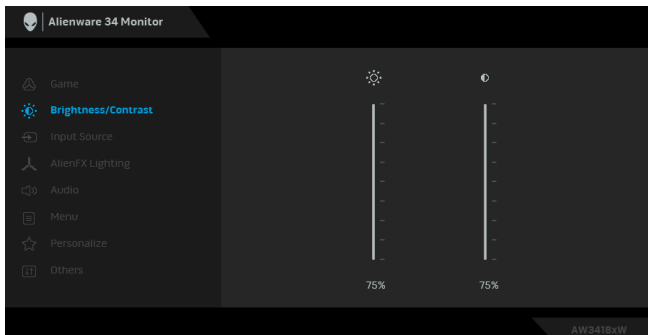 Alienware 34 Monitor
Game
Brightness/Contrast
Input Source
AlienFX Lighting
Audio
Menu
Personalize
Others
75% 75%
AW3418xW